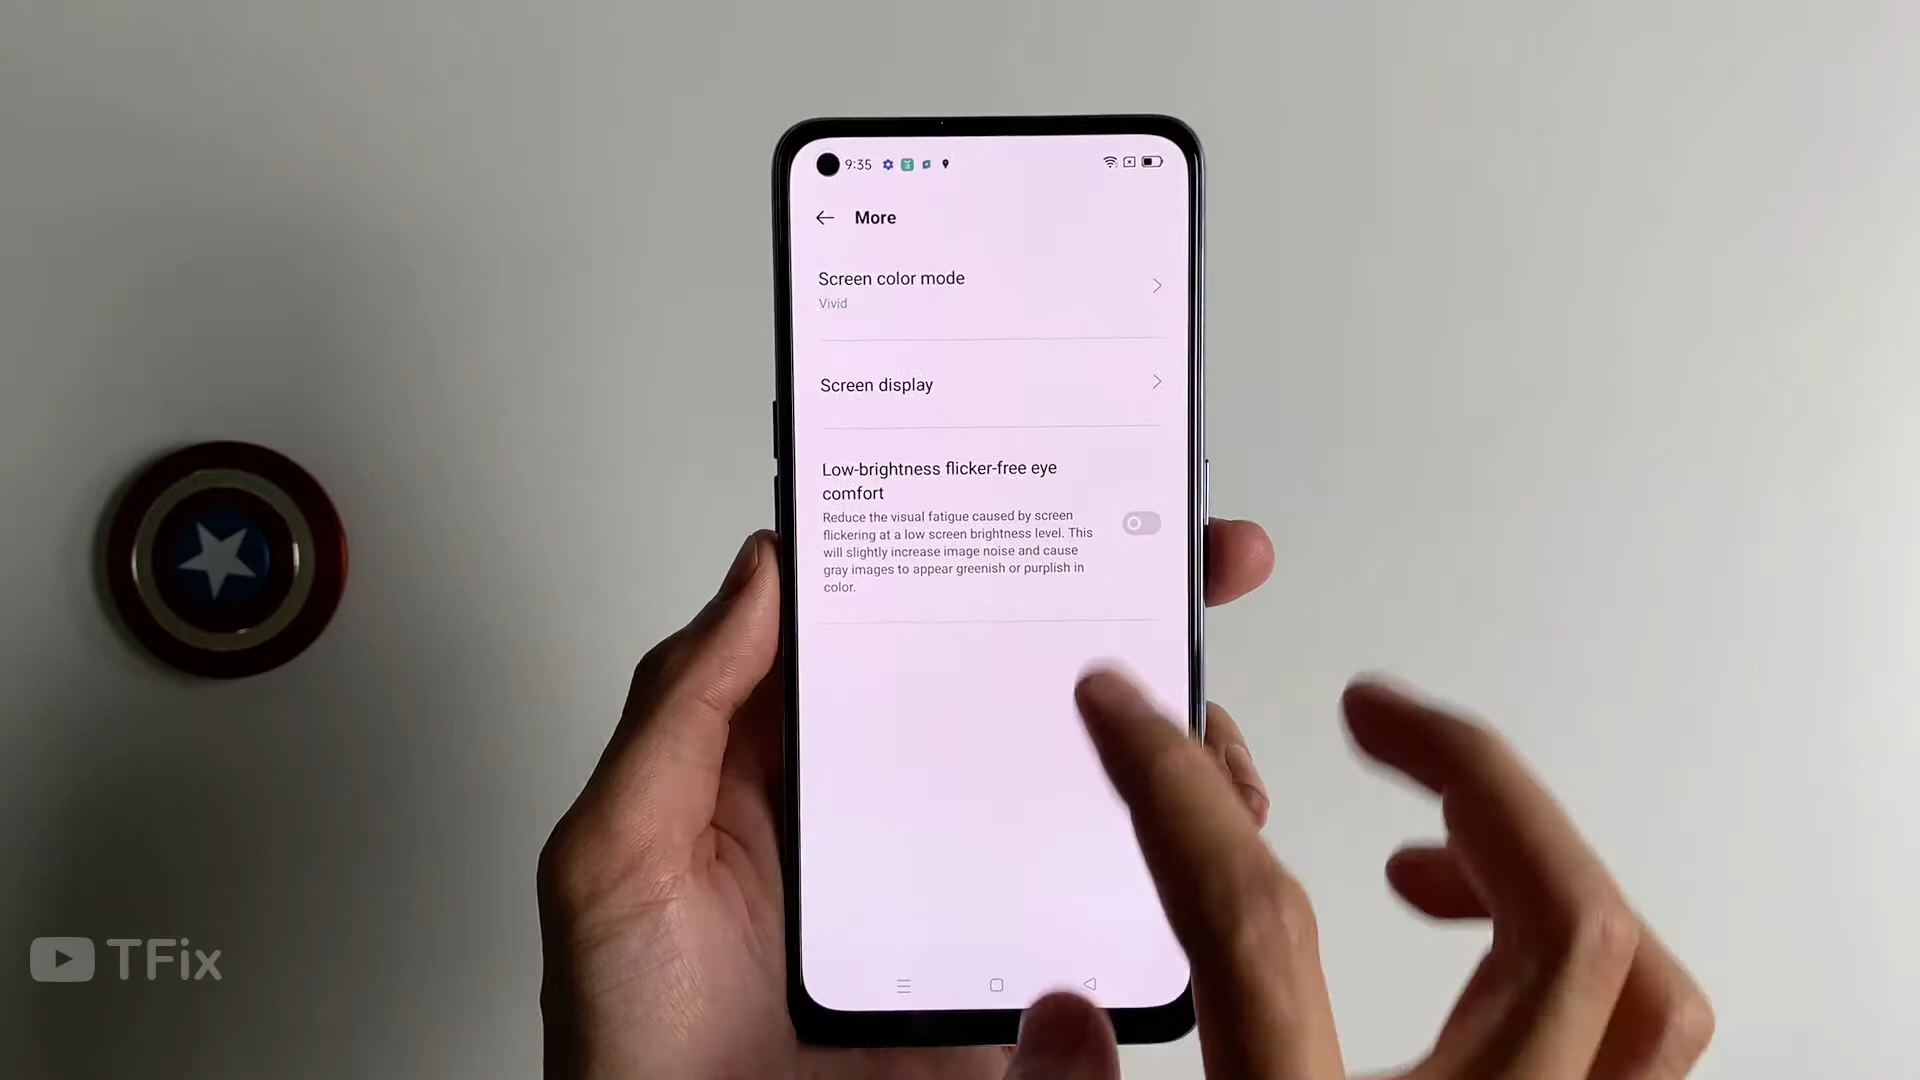 9:35
More
Screen color mode
Vivid
Screen display
Low-brightness flicker-free eye
comfort
Reduce the visual fatigue caused by screen
flickering at a low screen brightness level. This
will slightly increase image noise and cause
gray images to appear greenish or purplish in
color.
TFix